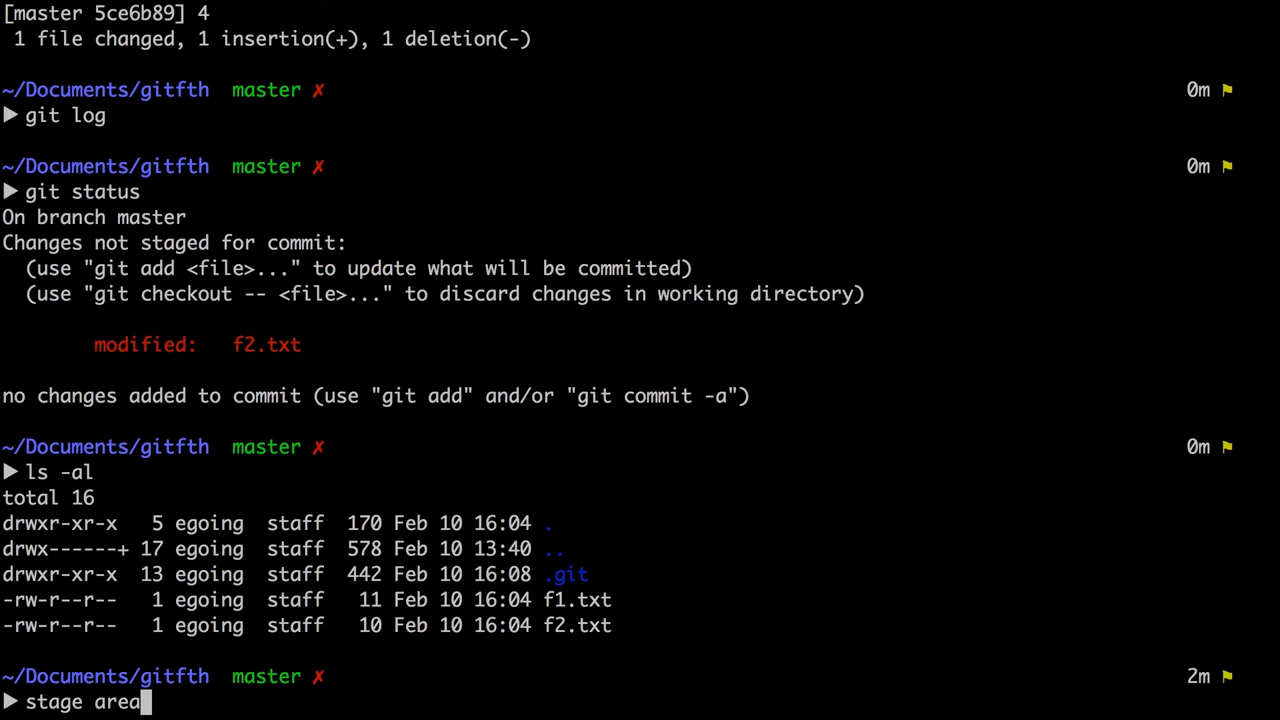 [master 5ce6b89] 4
1 file changed, 1 insertion(+), 1 deletion(-)
~/Documents/gitfth master ✗ 0m ⚑
▶ git log
~/Documents/gitfth master ✗ 0m ⚑
▶ git status
On branch master
Changes not staged for commit:
(use "git add <file>..." to update what will be committed)
(use "git checkout -- <file>..." to discard changes in working directory)
modified: f2.txt
no changes added to commit (use "git add" and/or "git commit -a")
~/Documents/gitfth master ✗ 0m ⚑
▶ ls -al
total 16
drwxr-xr-x 5 egoing staff 170 Feb 10 16:04 .
drwx------+ 17 egoing staff 578 Feb 10 13:40 ..
drwxr-xr-x 13 egoing staff 442 Feb 10 16:08 .git
-rw-r--r-- 1 egoing staff 11 Feb 10 16:04 f1.txt
-rw-r--r-- 1 egoing staff 10 Feb 10 16:04 f2.txt
~/Documents/gitfth master ✗ 2m ⚑
▶ stage area